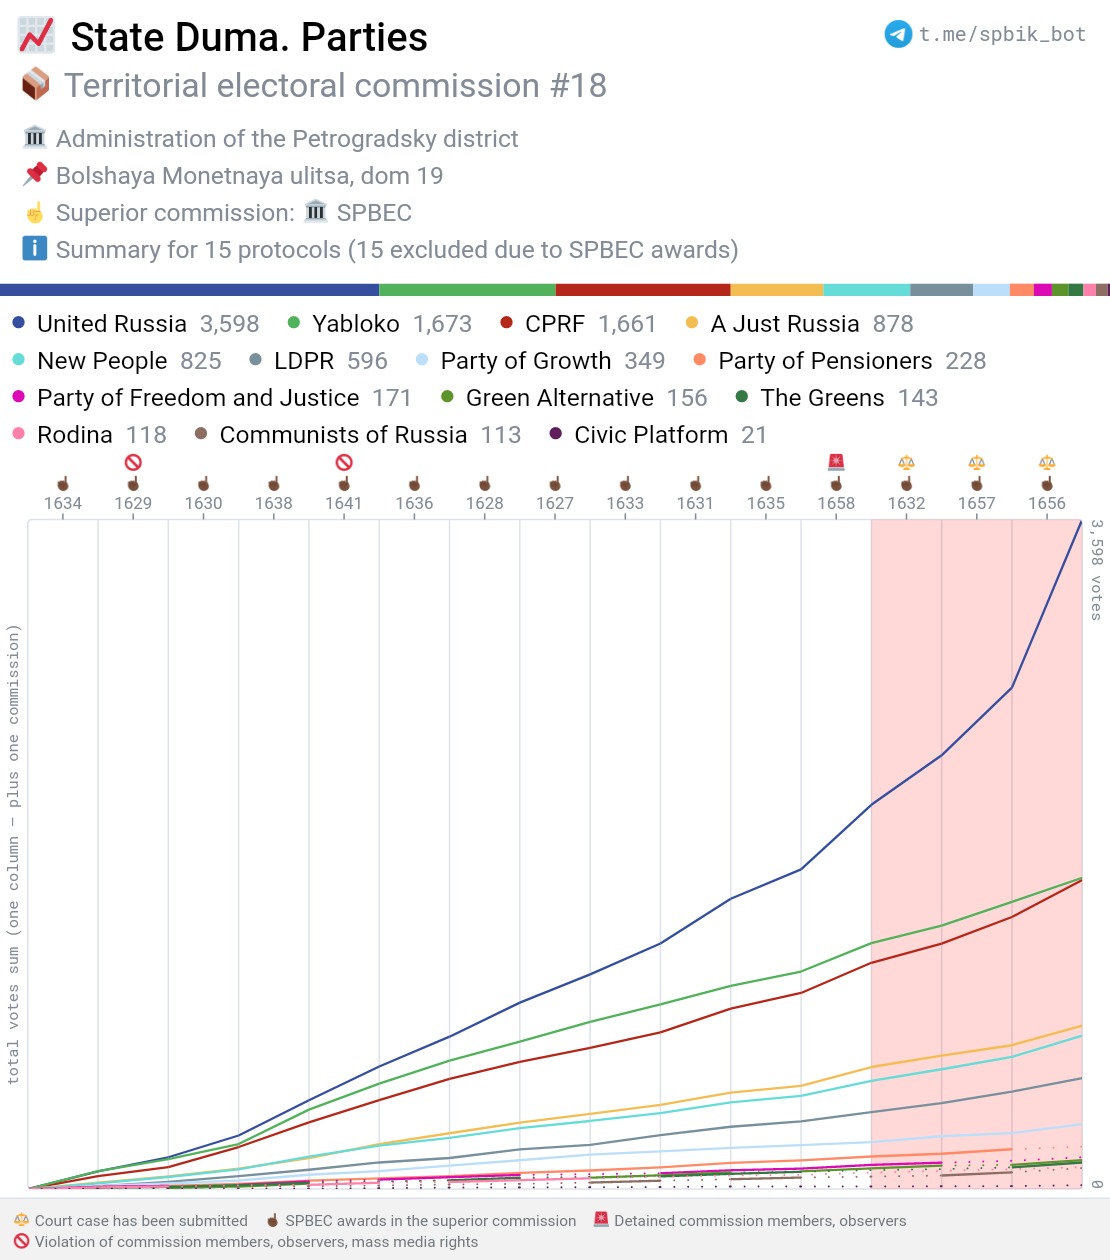 State Duma. Parties
t.me/spbik_bot
Territorial electoral commission #18
Administration of the Petrogradsky district
Bolshaya Monetnaya ulitsa, dom 19
Superior commission: SPBEC
Summary for 15 protocols (15 excluded due to SPBEC awards)
United Russia 3,598 Yabloko 1,673 CPRF 1,661 A Just Russia 878
New People 825 LDPR 596 Party of Growth 349 Party of Pensioners 228
Party of Freedom and Justice 171 Green Alternative 156 The Greens 143
Rodina 118 Communists of Russia 113 Civic Platform 21
1634 1629 1630 1638 1641 1636 1628 1627 1633 1631 1635 1658 1632 1657 1656
3,598 votes
total votes sum (one column – plus one commission)
0
Court case has been submitted SPBEC awards in the superior commission Detained commission members, observers
Violation of commission members, observers, mass media rights